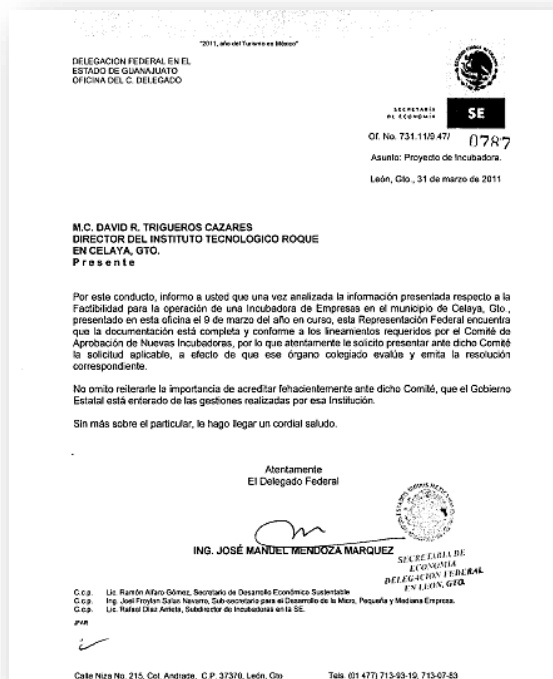 "2011, año del Turismo en México"
DELEGACION FEDERAL EN EL
ESTADO DE GUANAJUATO
OFICINA DEL C. DELEGADO
SECRETARÍA
DE ECONOMÍA
SE
Of. No. 731.11/9.47/ 0787
Asunto: Proyecto de Incubadora.
León, Gto., 31 de marzo de 2011
M.C. DAVID R. TRIGUEROS CAZARES
DIRECTOR DEL INSTITUTO TECNOLOGICO ROQUE
EN CELAYA, GTO.
P r e s e n t e
Por este conducto, informo a usted que una vez analizada la información presentada respecto a la
Factibilidad para la operación de una Incubadora de Empresas en el municipio de Celaya, Gto.,
presentado en esta oficina el 9 de marzo del año en curso, esta Representación Federal encuentra
que la documentación está completa y conforme a los lineamientos requeridos por el Comité de
Aprobación de Nuevas Incubadoras, por lo que atentamente le solicito presentar ante dicho Comité
la solicitud aplicable, a efecto de que ese órgano colegiado evalúe y emita la resolución
correspondiente.
No omito reiterarle la importancia de acreditar fehacientemente ante dicho Comité, que el Gobierno
Estatal está enterado de las gestiones realizadas por esa Institución.
Sin más sobre el particular, le hago llegar un cordial saludo.
Atentamente
El Delegado Federal
ING. JOSÉ MANUEL MENDOZA MARQUEZ
SECRETARIA DE
ECONOMIA
DELEGACION FEDERAL
EN LEON, GTO.
C.c.p. Lic. Ramón Alfaro Gómez, Secretario de Desarrollo Económico Sustentable
C.c.p. Ing. Joel Froylan Salas Navarro, Sub-secretario para el Desarrollo de la Micro, Pequeña y Mediana Empresa.
C.c.p. Lic. Rafael Díaz Arrieta, Subdirector de Incubadoras en la SE.
Calle Niza No. 215, Col. Andrade, C.P. 37370, León, Gto Tels. (01 477) 713-93-19, 713-07-83